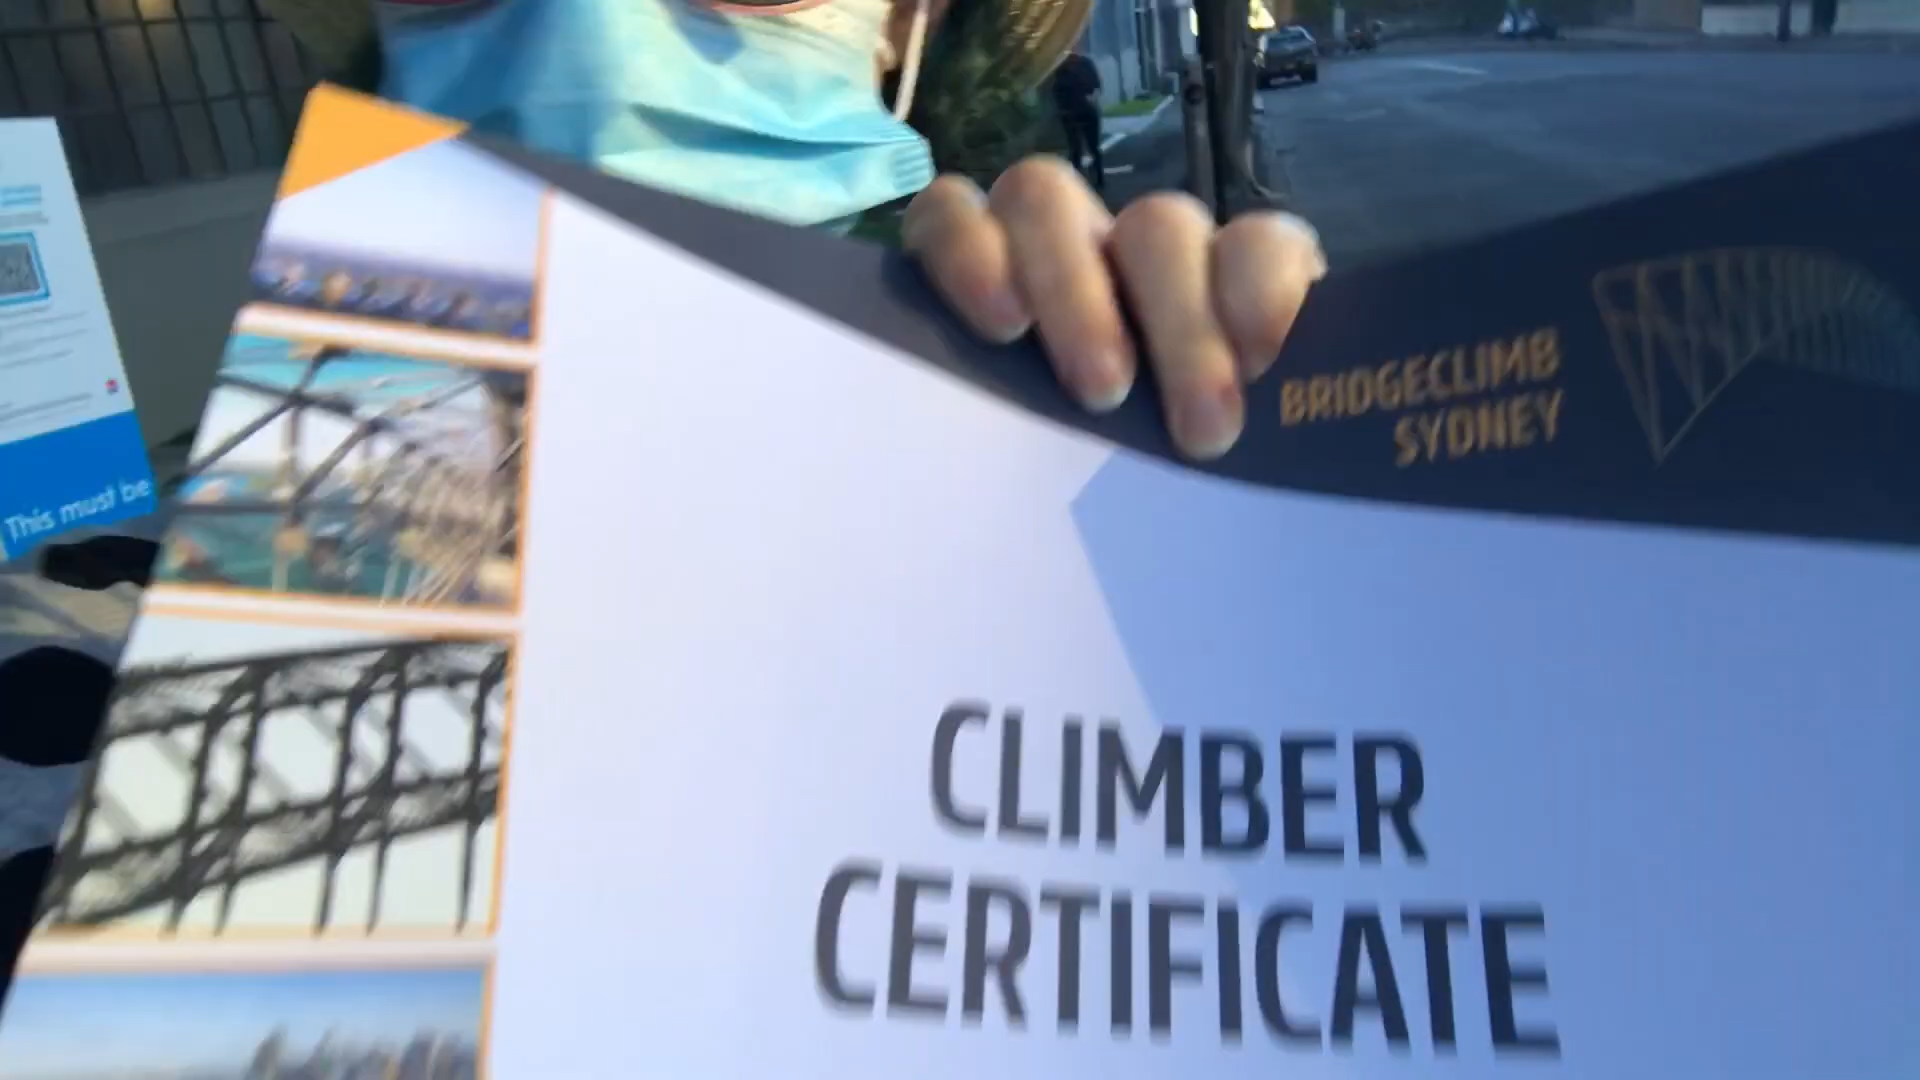 This must be
BRIDGECLIMB
SYDNEY
CLIMBER
CERTIFICATE